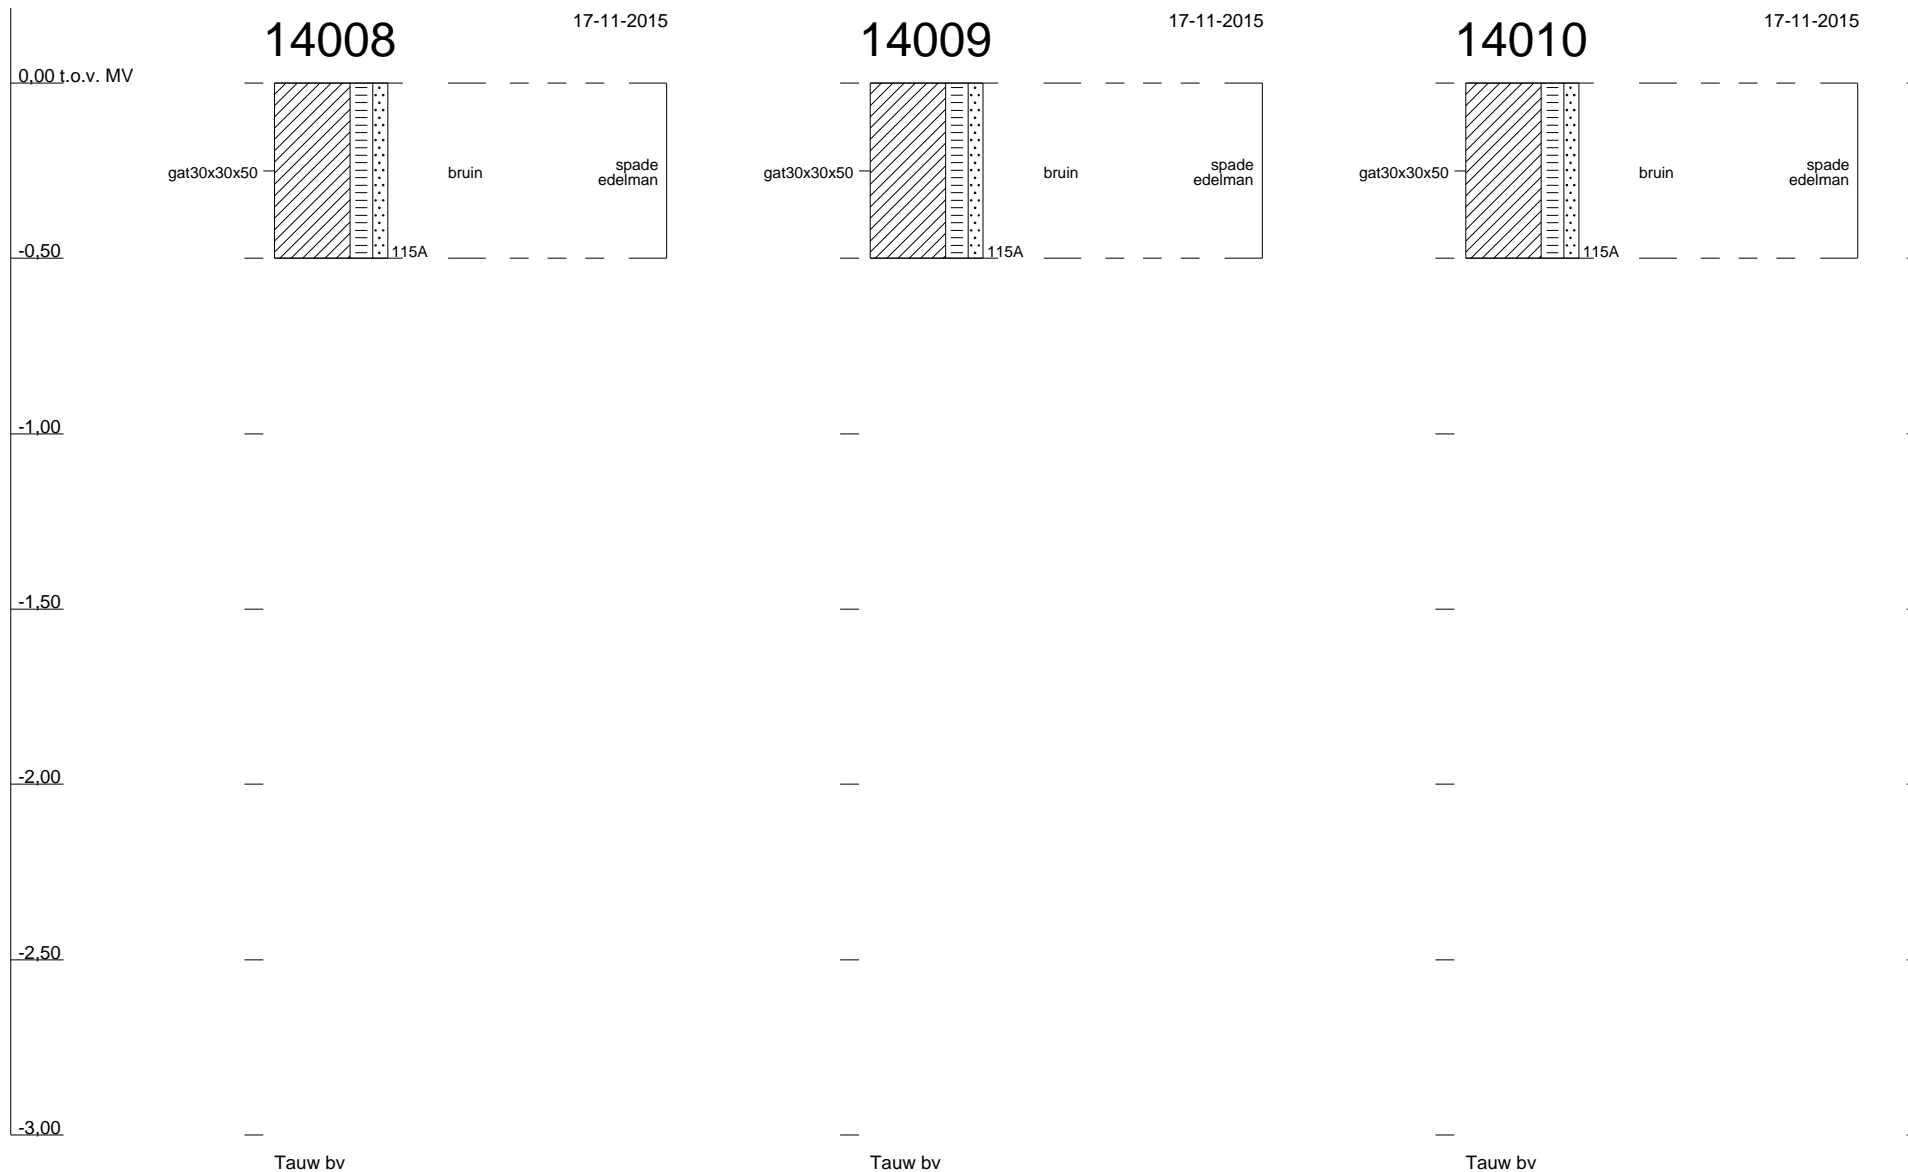 14008
17-11-2015
14009
17-11-2015
14010
17-11-2015
0,00 t.o.v. MV
gat30x30x50
bruin
spade
edelman
115A
gat30x30x50
bruin
spade
edelman
115A
gat30x30x50
bruin
spade
edelman
115A
-0,50
-1,00
-1,50
-2,00
-2,50
-3,00
Tauw bv
Tauw bv
Tauw bv